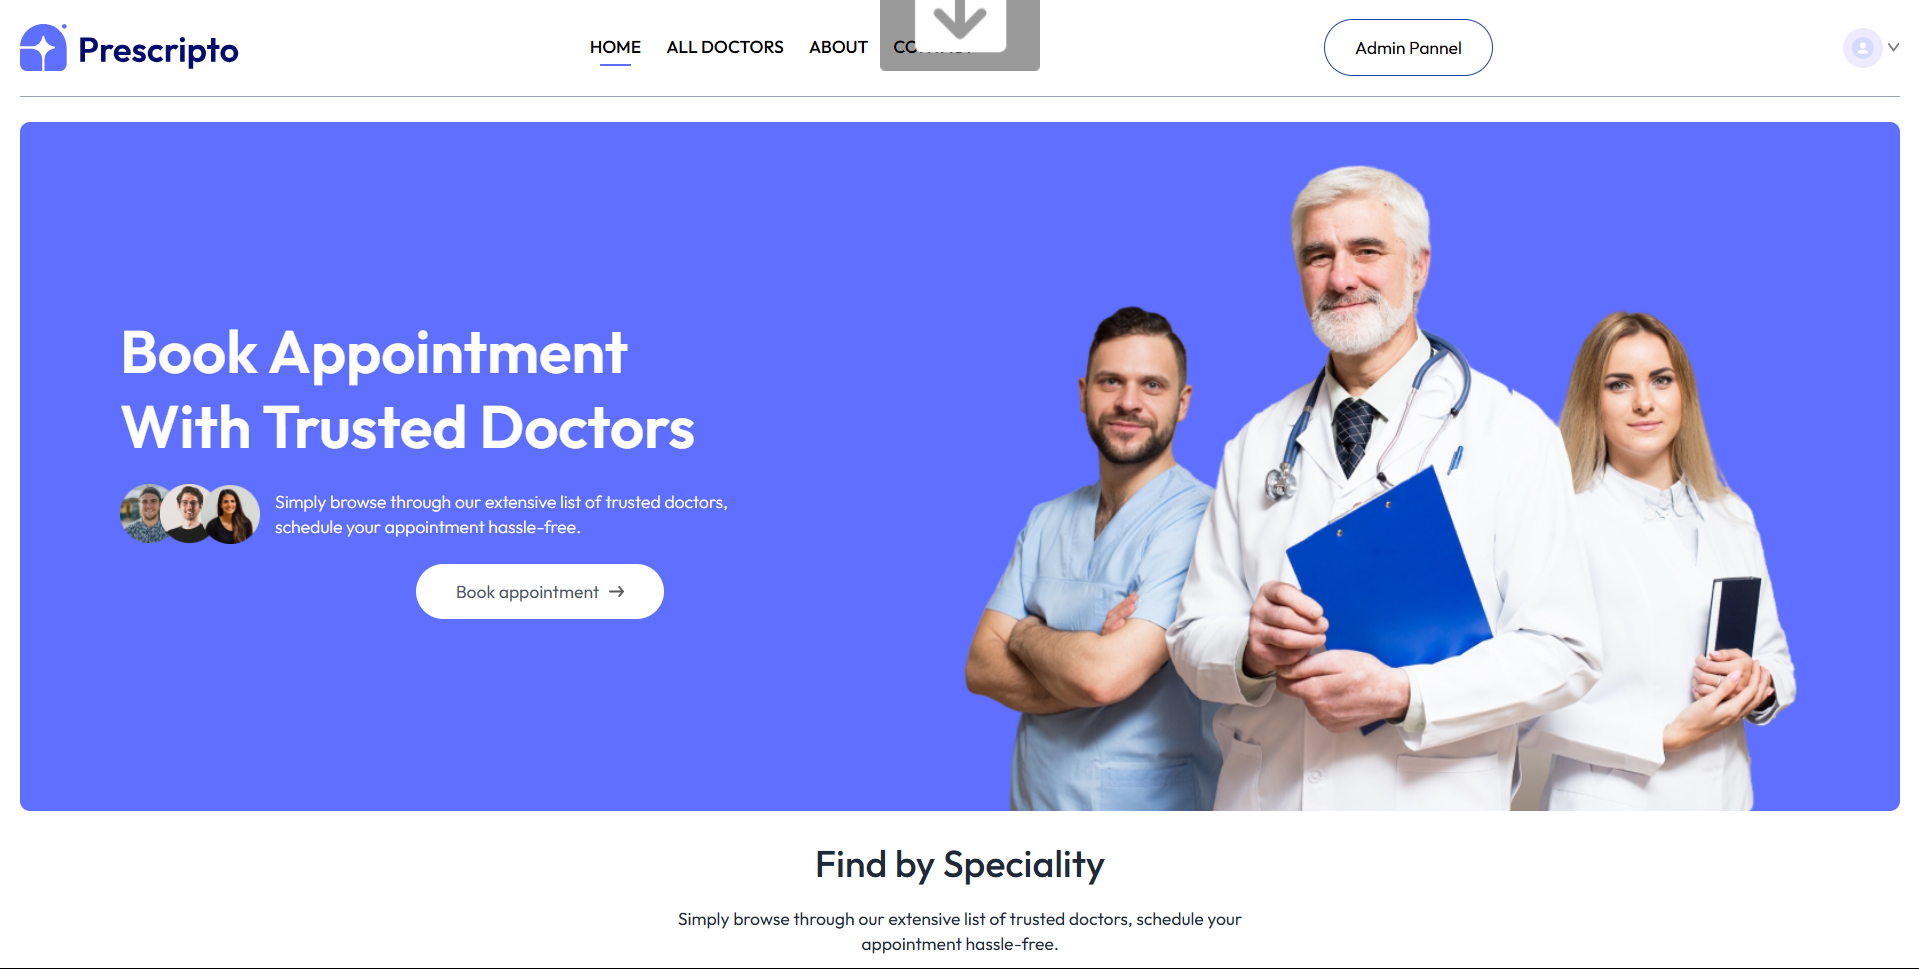 Prescripto
HOME
ALL DOCTORS
ABOUT
Admin Pannel
Book Appointment
With Trusted Doctors
Simply browse through our extensive list of trusted doctors,
schedule your appointment hassle-free.
Book appointment
Find by Speciality
Simply browse through our extensive list of trusted doctors, schedule your
appointment hassle-free.